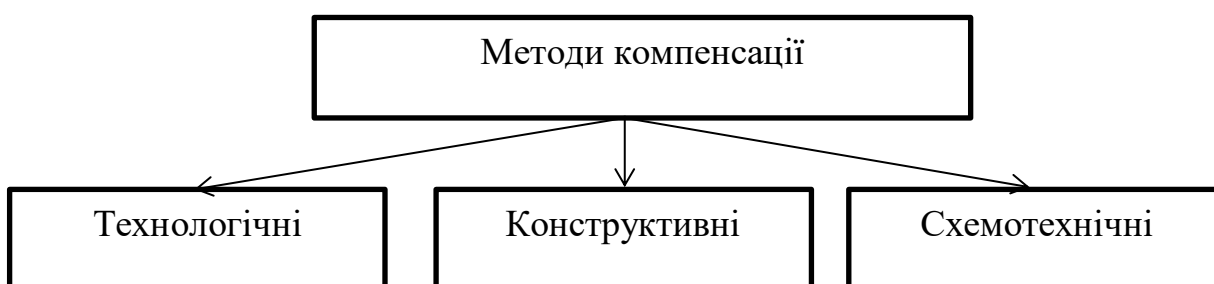 Методи компенсації
Технологічні
Конструктивні
Схемотехнічні